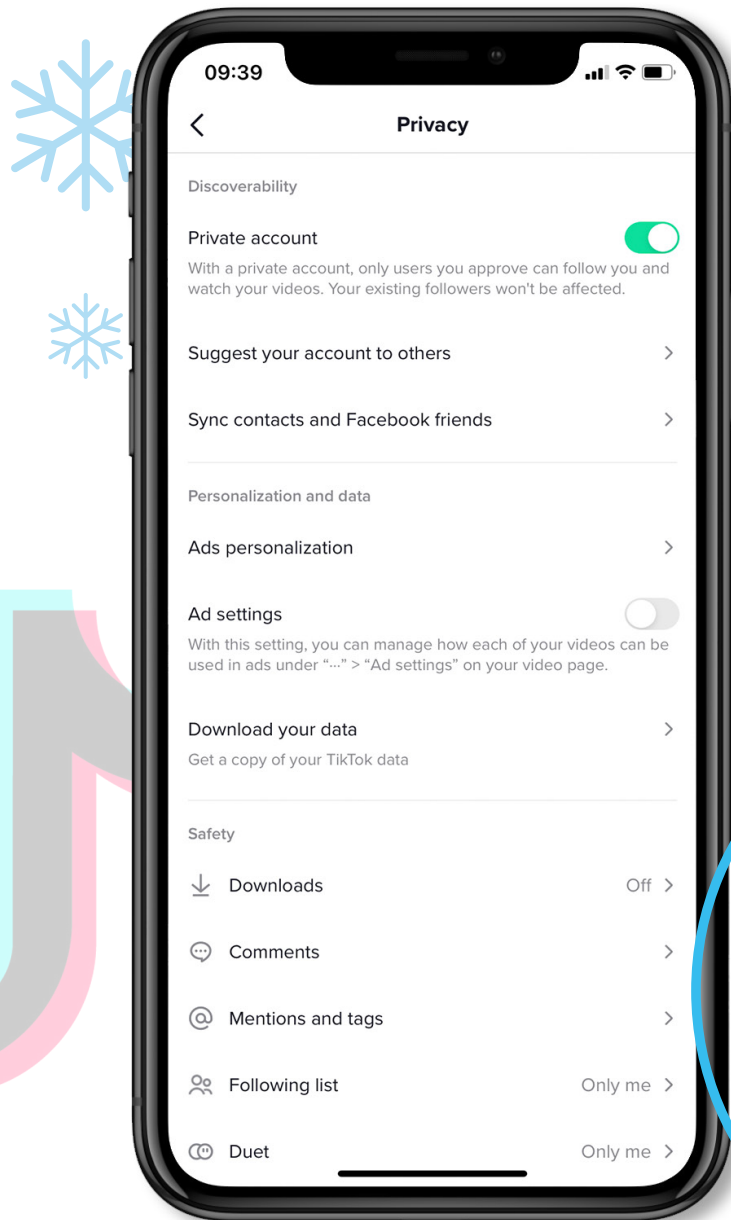 09:39
Privacy
Discoverability
Private account
With a private account, only users you approve can follow you and
watch your videos. Your existing followers won't be affected.
Suggest your account to others
Sync contacts and Facebook friends
Personalization and data
Ads personalization
Ad settings
With this setting, you can manage how each of your videos can be
used in ads under “···” > “Ad settings” on your video page.
Download your data
Get a copy of your TikTok data
Safety
Downloads Off
Comments
Mentions and tags
Following list Only me
Duet Only me